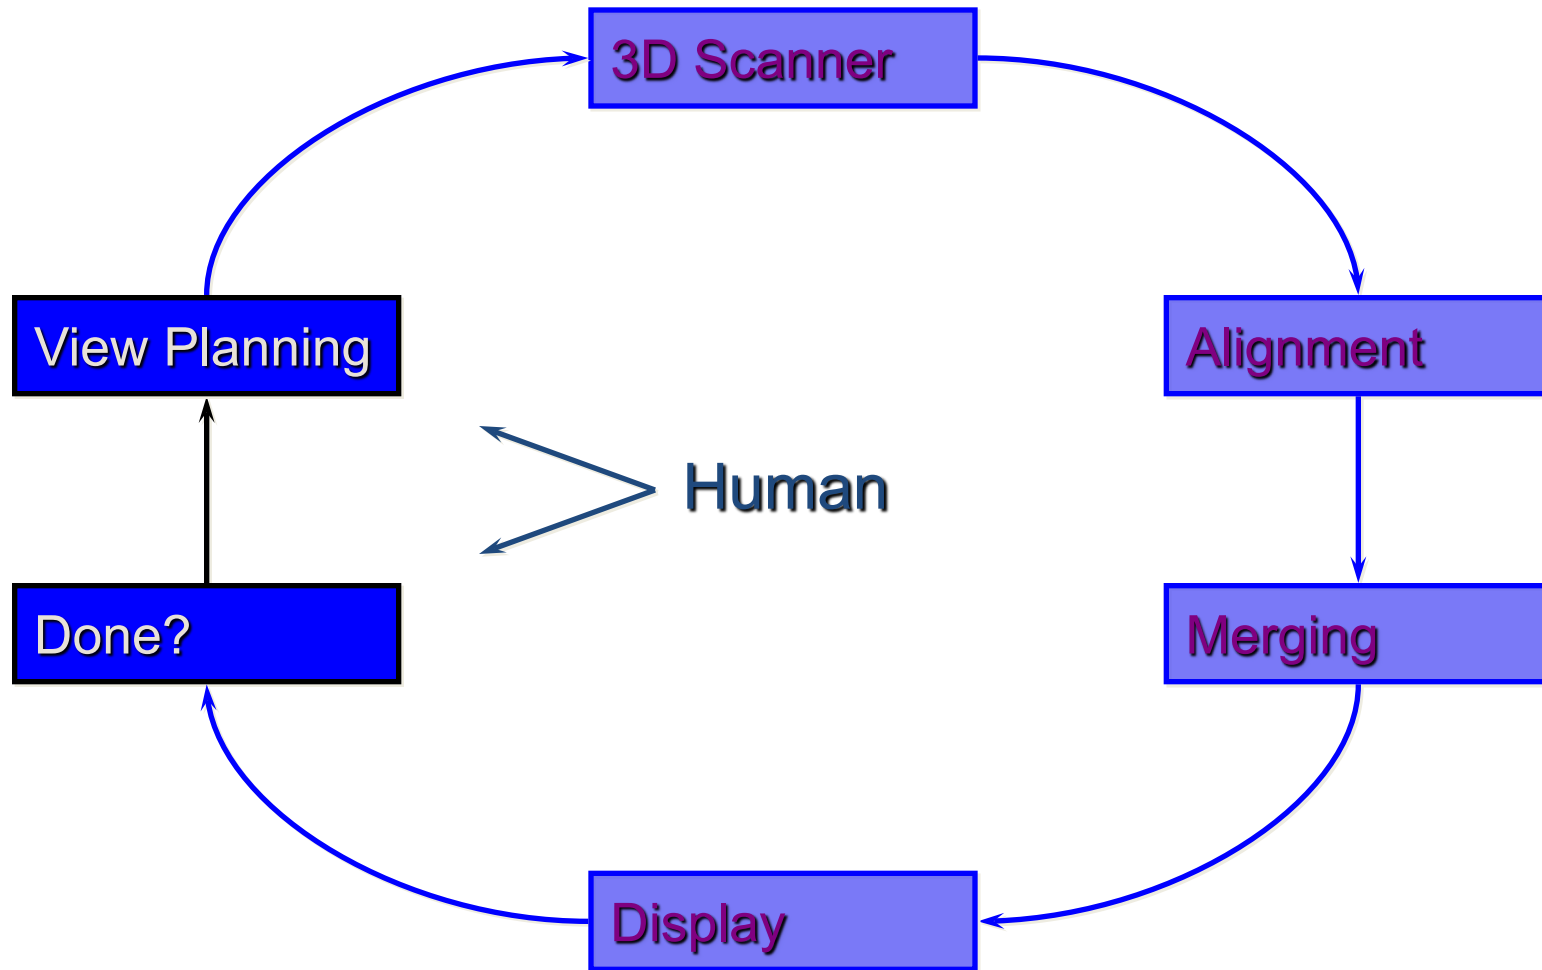 3D Scanner
View Planning
Alignment
Human
Done?
Merging
Display